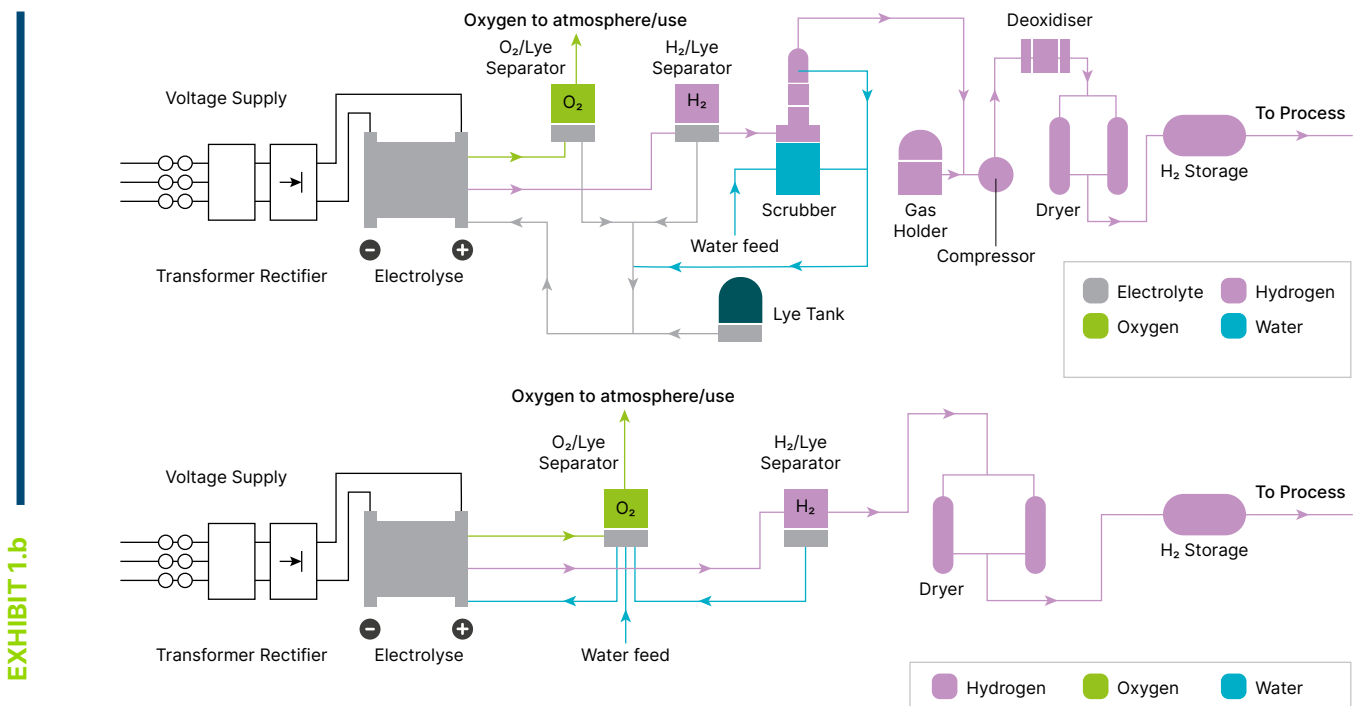 EXHIBIT 1.b
Oxygen to atmosphere/use
O₂/Lye
Separator
H₂/Lye
Separator
Deoxidiser
Voltage Supply
O₂
H₂
To Process
H₂ Storage
Scrubber
Gas
Holder
Dryer
Water feed
Compressor
Transformer Rectifier
Electrolyse
−
+
Lye Tank
Electrolyte
Hydrogen
Oxygen
Water
Oxygen to atmosphere/use
O₂/Lye
Separator
H₂/Lye
Separator
Voltage Supply
O₂
H₂
To Process
H₂ Storage
Dryer
−
+
Transformer Rectifier
Electrolyse
Water feed
Hydrogen
Oxygen
Water